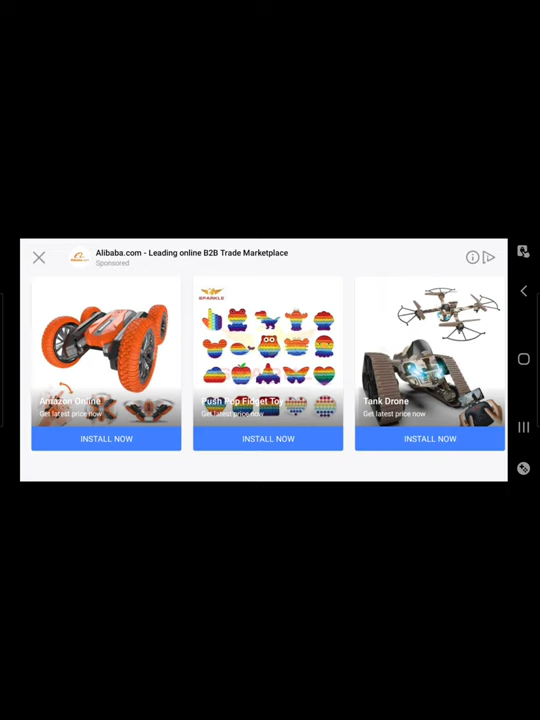 Alibaba.com - Leading online B2B Trade Marketplace
Sponsored
SPARKLE
Amazon Online
Get latest price now
INSTALL NOW
Push Pop Fidget Toy
Get latest price now
INSTALL NOW
Tank Drone
Get latest price now
INSTALL NOW